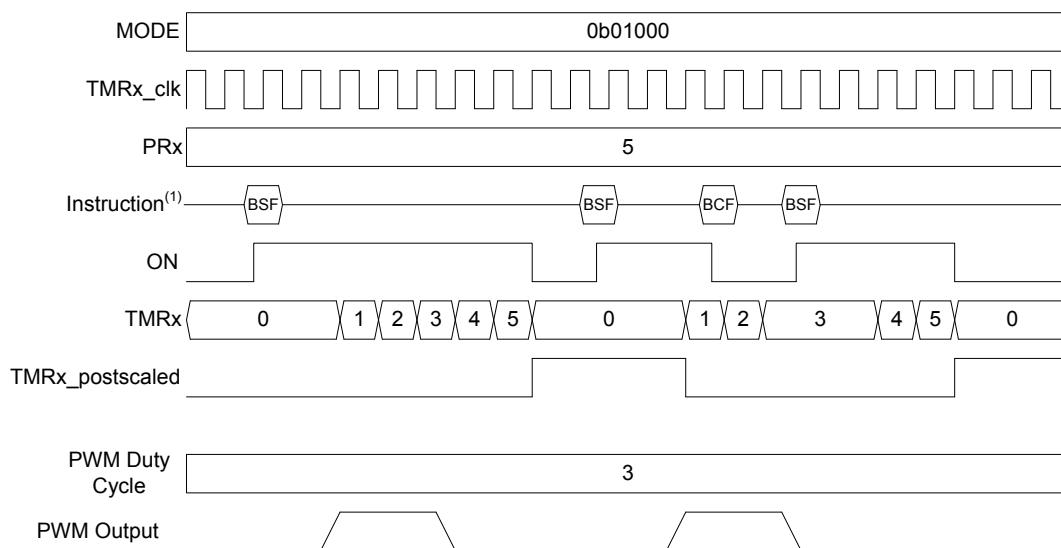 MODE 0b01000
TMRx_clk
PRx 5
Instruction(1) BSF BSF BCF BSF
ON
TMRx 0 1 2 3 4 5 0 1 2 3 4 5 0
TMRx_postscaled
PWM Duty
Cycle 3
PWM Output